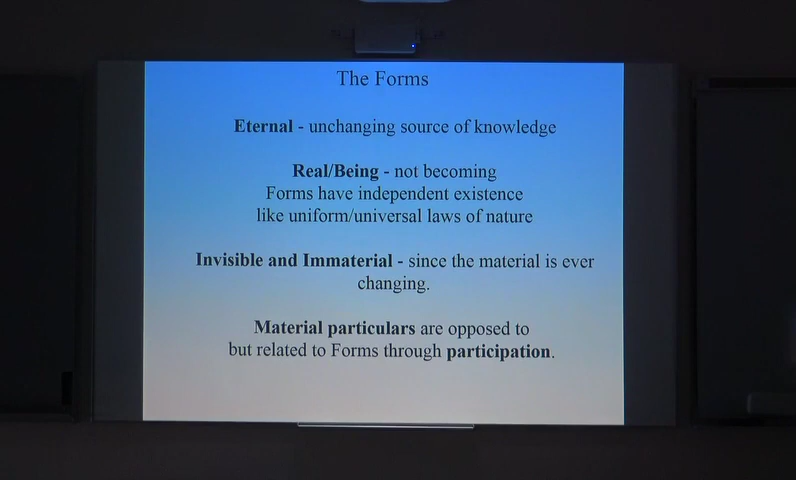 The Forms
Eternal - unchanging source of knowledge
Real/Being - not becoming
Forms have independent existence
like uniform/universal laws of nature
Invisible and Immaterial - since the material is ever
changing.
Material particulars are opposed to
but related to Forms through participation.